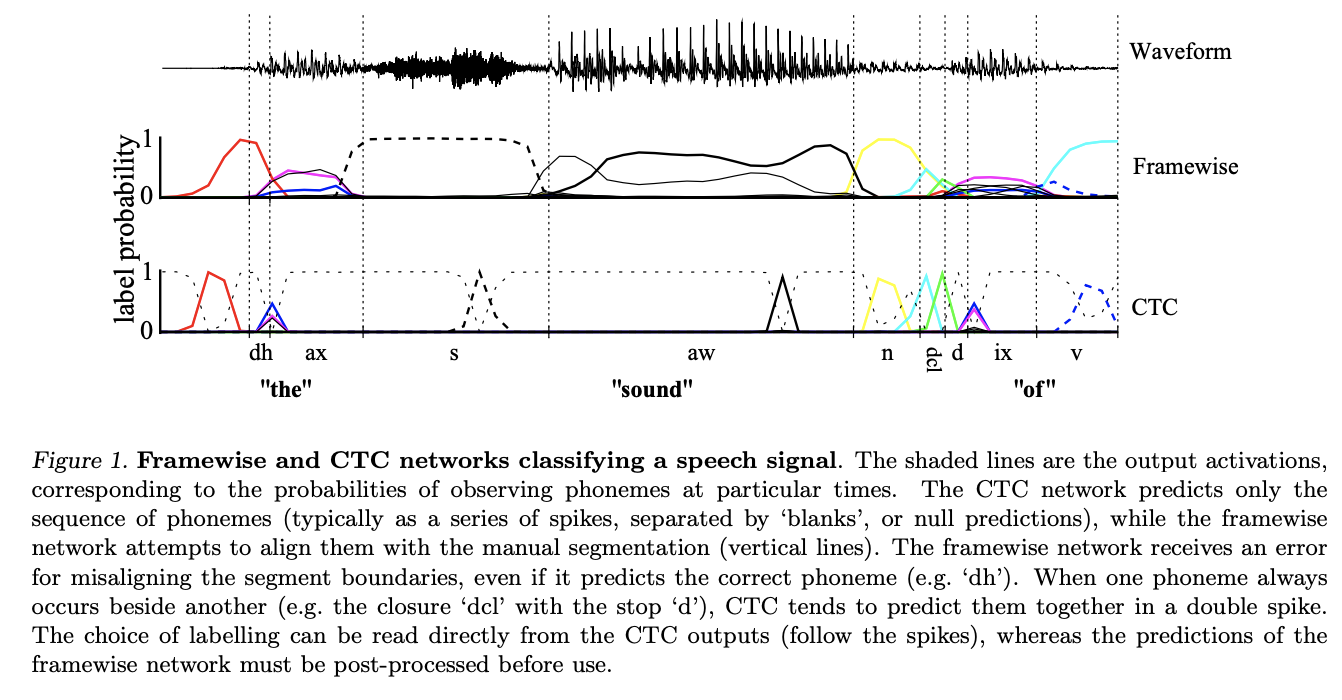 Waveform
label probability
1
0
Framewise
1
0
CTC
dh ax s aw n dcl d ix v
"the" "sound" "of"
Figure 1. Framewise and CTC networks classifying a speech signal. The shaded lines are the output activations,
corresponding to the probabilities of observing phonemes at particular times. The CTC network predicts only the
sequence of phonemes (typically as a series of spikes, separated by ‘blanks’, or null predictions), while the framewise
network attempts to align them with the manual segmentation (vertical lines). The framewise network receives an error
for misaligning the segment boundaries, even if it predicts the correct phoneme (e.g. ‘dh’). When one phoneme always
occurs beside another (e.g. the closure ‘dcl’ with the stop ‘d’), CTC tends to predict them together in a double spike.
The choice of labelling can be read directly from the CTC outputs (follow the spikes), whereas the predictions of the
framewise network must be post-processed before use.